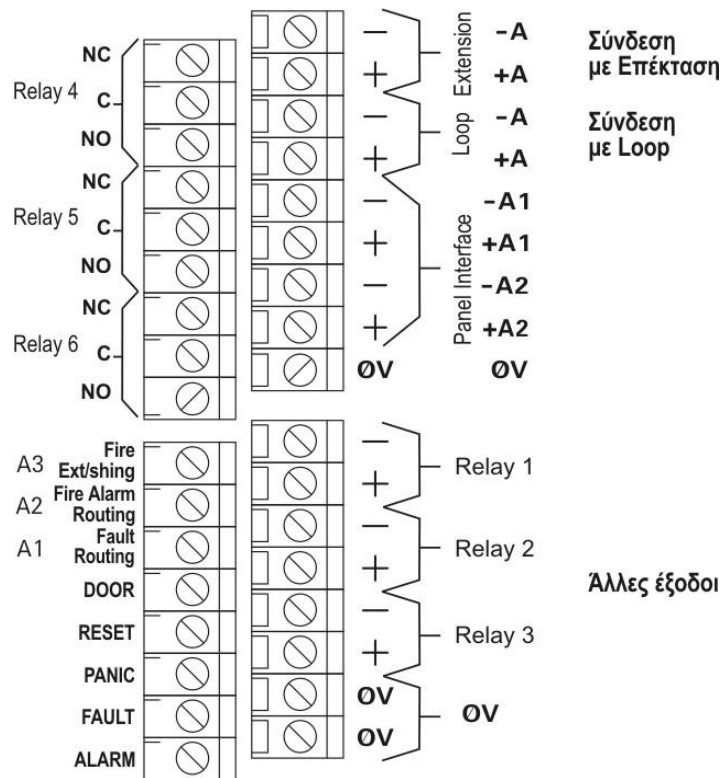 NC
Relay 4
C
NO
NC
Relay 5
C
NO
NC
Relay 6
C
NO
A3 Fire
Ext/shing
A2 Fire Alarm
Routing
A1 Fault
Routing
DOOR
RESET
PANIC
FAULT
ALARM
− Extension -A
+ +A
− Loop -A
+ +A
− Panel Interface -A1
+ +A1
− -A2
+ +A2
ØV ØV
−
+ Relay 1
−
+ Relay 2
−
+ Relay 3
ØV
ØV ØV
Σύνδεση
με Επέκταση
Σύνδεση
με Loop
Άλλες έξοδοι